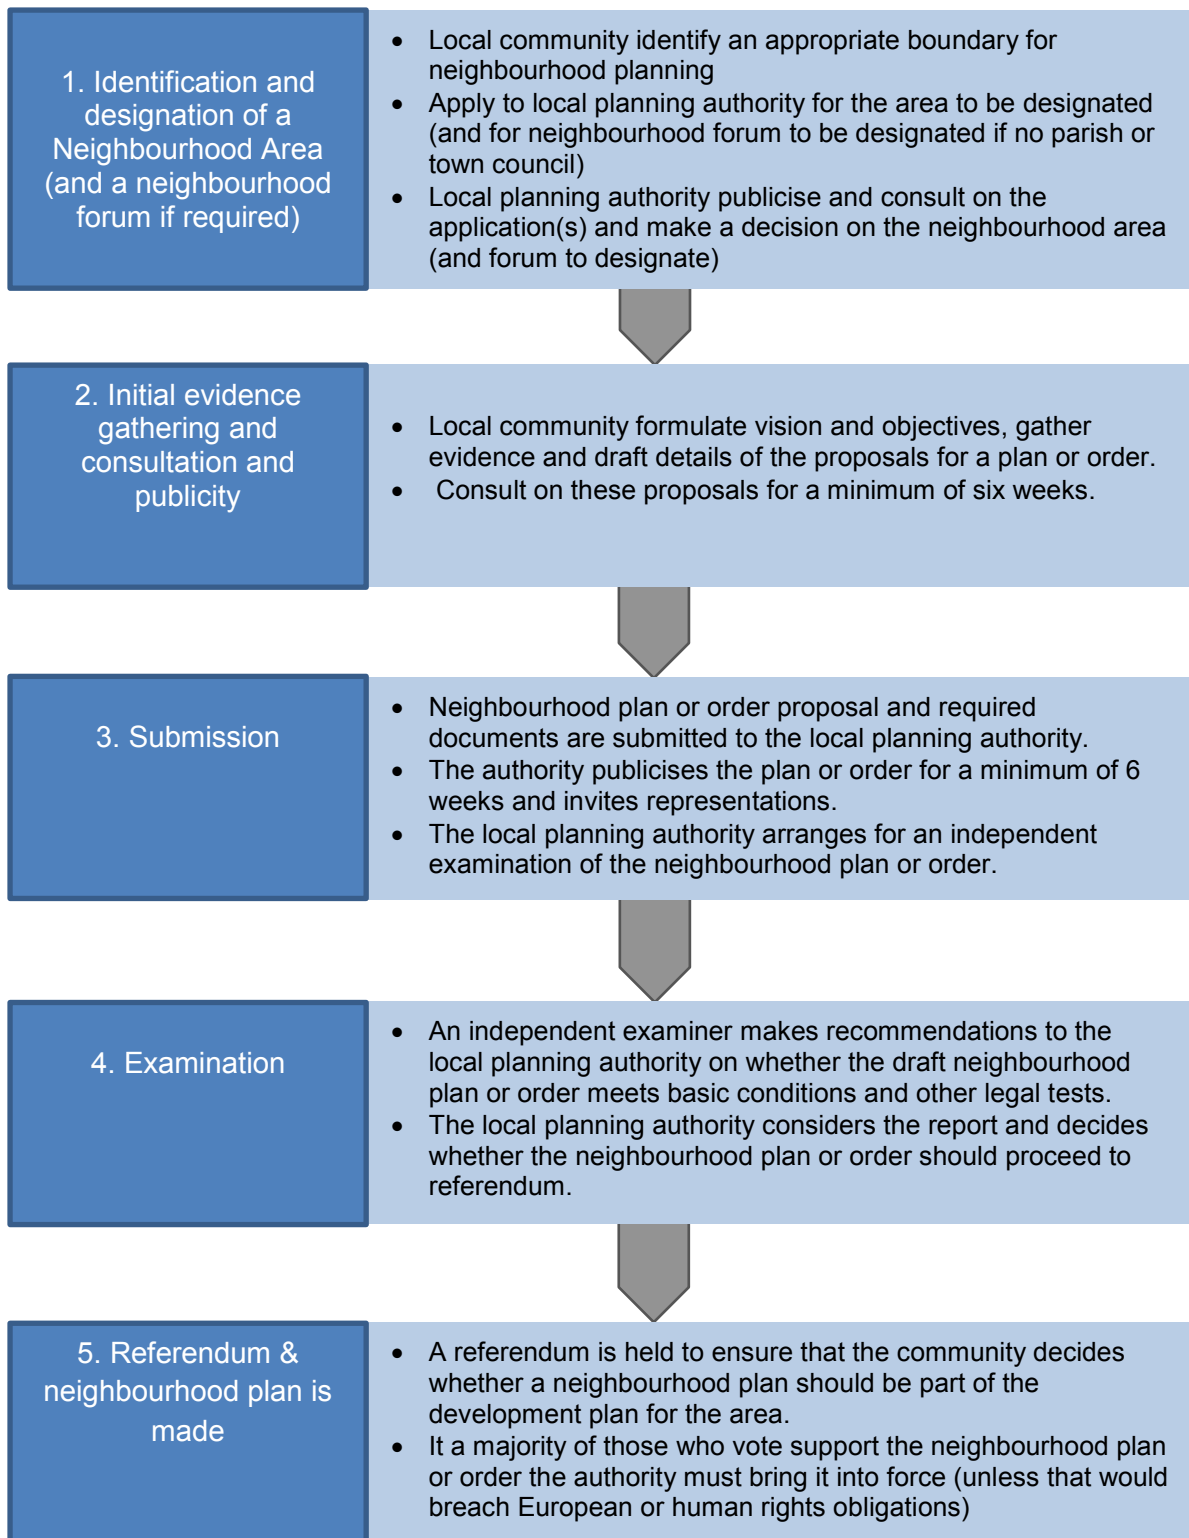 1. Identification and
designation of a
Neighbourhood Area
(and a neighbourhood
forum if required)
• Local community identify an appropriate boundary for
neighbourhood planning
• Apply to local planning authority for the area to be designated
(and for neighbourhood forum to be designated if no parish or
town council)
• Local planning authority publicise and consult on the
application(s) and make a decision on the neighbourhood area
(and forum to designate)
2. Initial evidence
gathering and
consultation and
publicity
• Local community formulate vision and objectives, gather
evidence and draft details of the proposals for a plan or order.
• Consult on these proposals for a minimum of six weeks.
3. Submission
• Neighbourhood plan or order proposal and required
documents are submitted to the local planning authority.
• The authority publicises the plan or order for a minimum of 6
weeks and invites representations.
• The local planning authority arranges for an independent
examination of the neighbourhood plan or order.
4. Examination
• An independent examiner makes recommendations to the
local planning authority on whether the draft neighbourhood
plan or order meets basic conditions and other legal tests.
• The local planning authority considers the report and decides
whether the neighbourhood plan or order should proceed to
referendum.
5. Referendum &
neighbourhood plan is
made
• A referendum is held to ensure that the community decides
whether a neighbourhood plan should be part of the
development plan for the area.
• It a majority of those who vote support the neighbourhood plan
or order the authority must bring it into force (unless that would
breach European or human rights obligations)